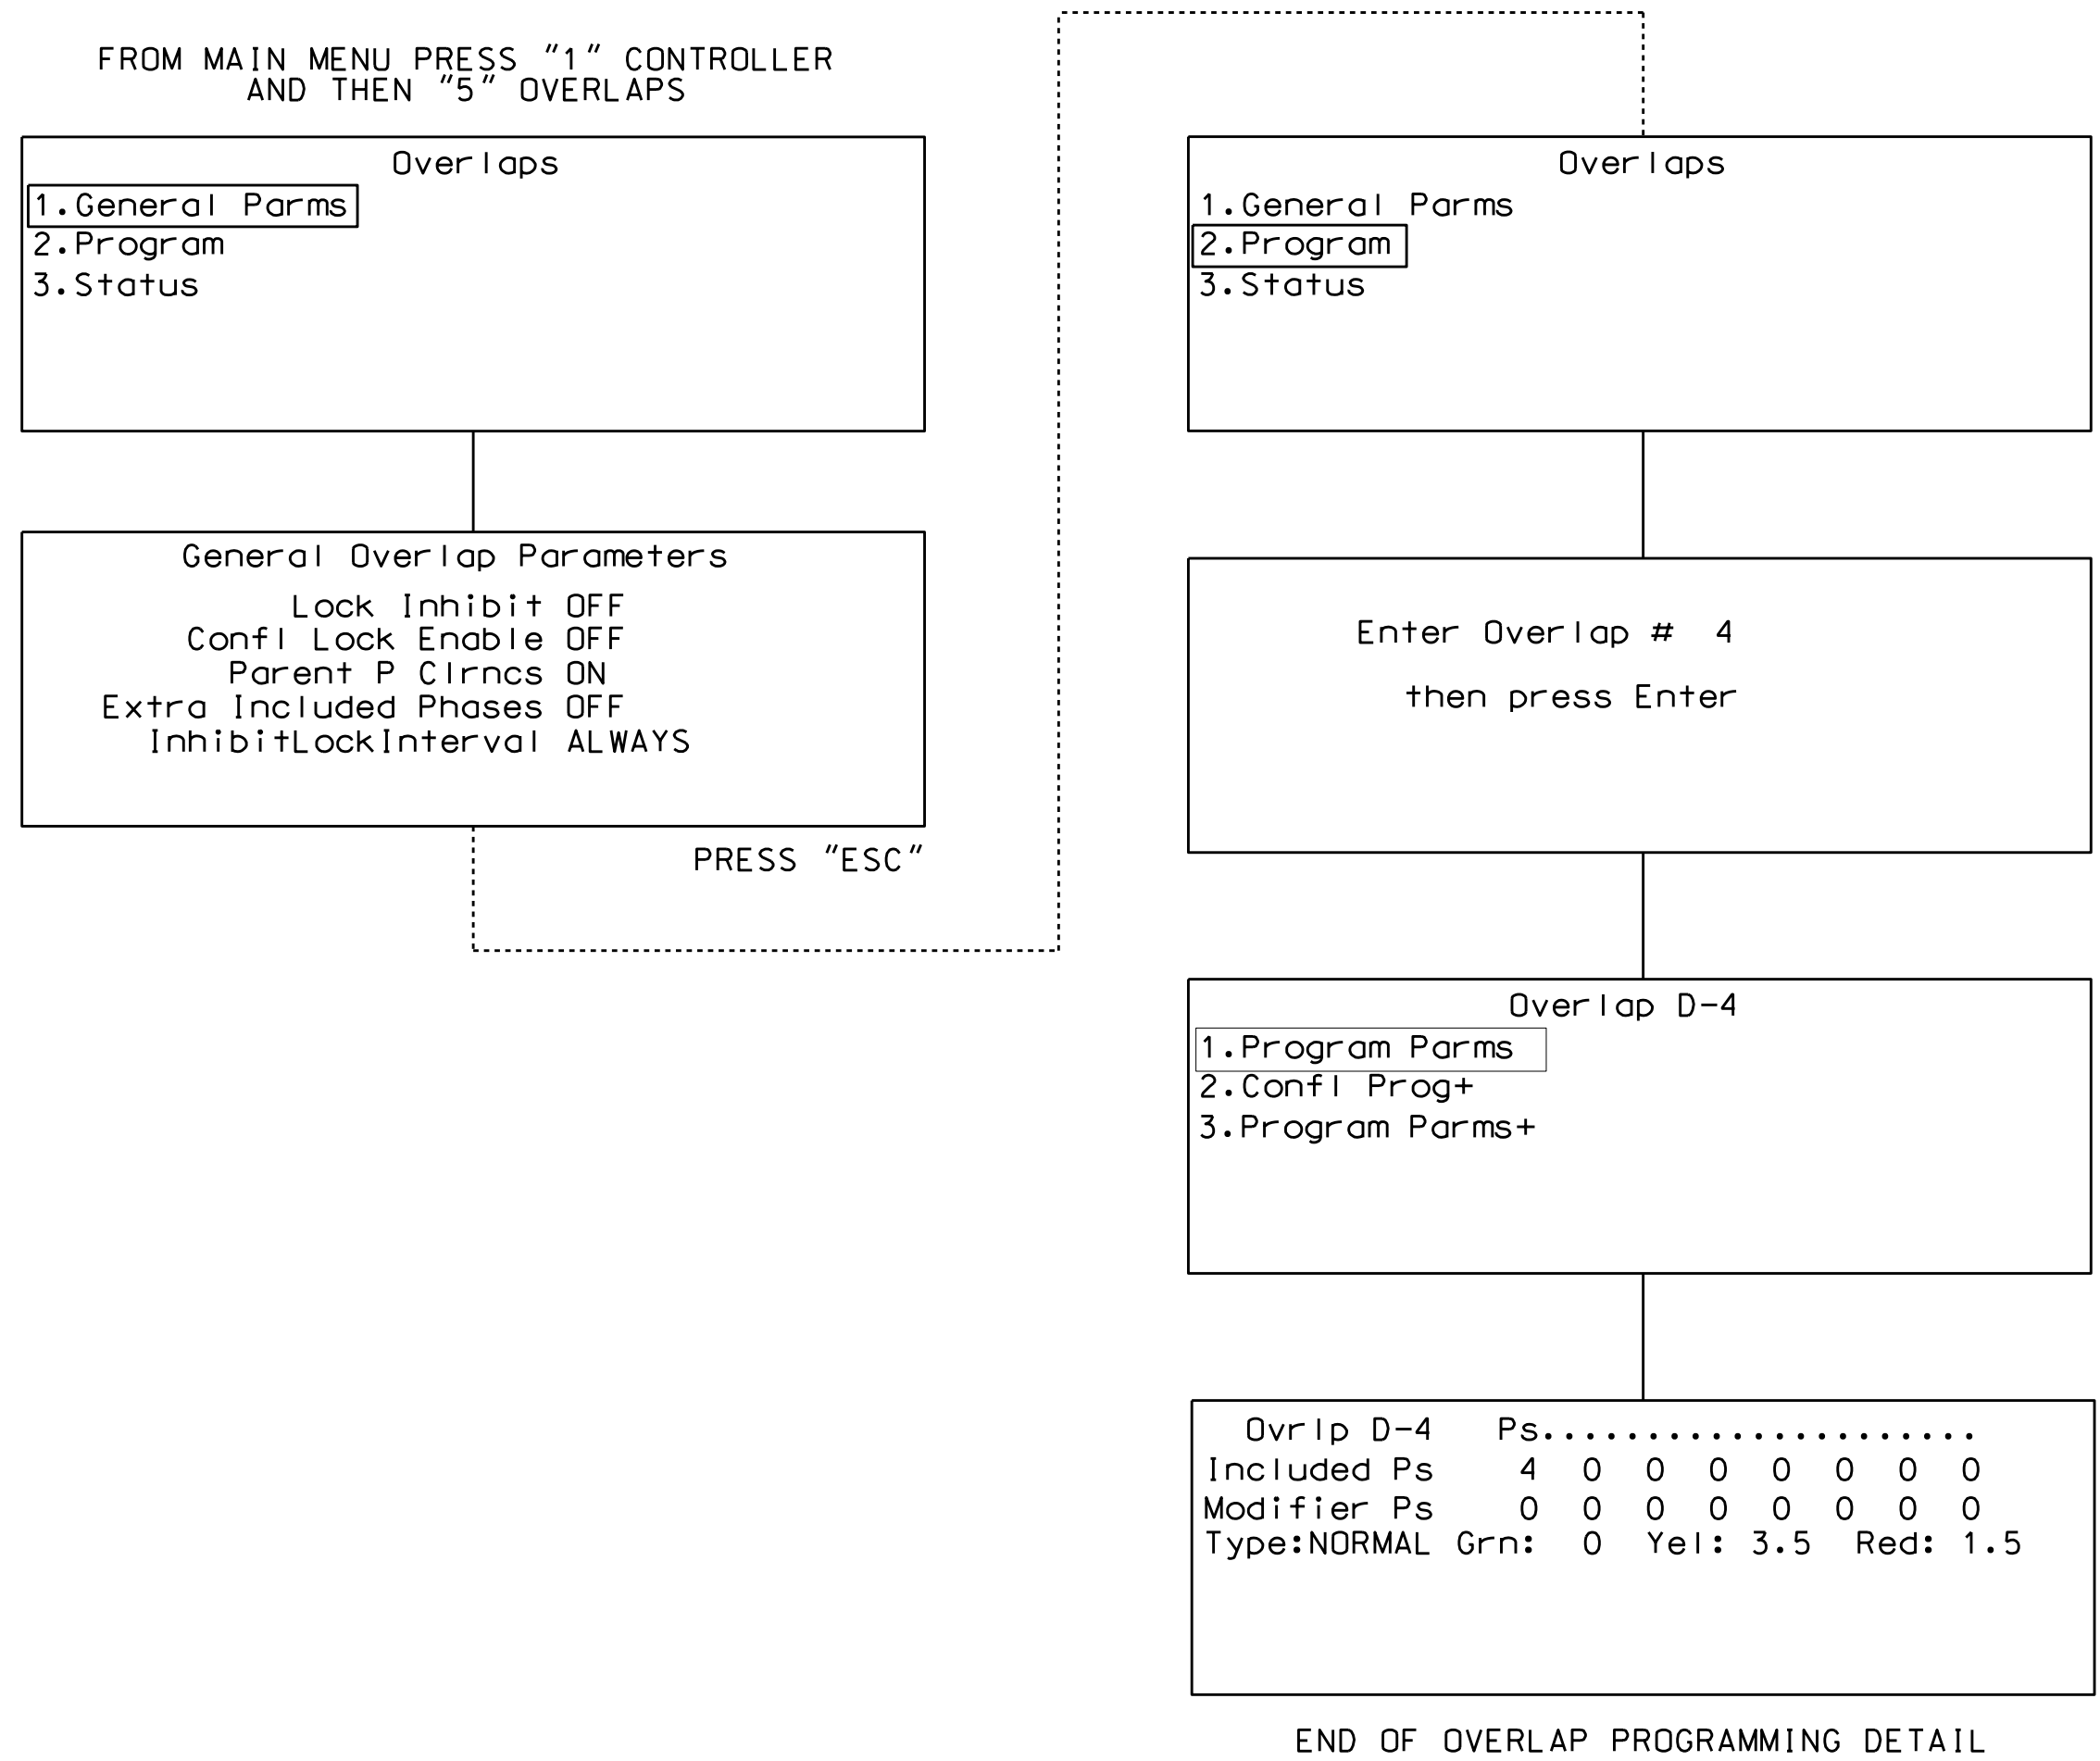 FROM MAIN MENU PRESS "1" CONTROLLER
AND THEN "5" OVERLAPS
Overlaps
1.General Parms
2.Program
3.Status
General Overlap Parameters
Lock Inhibit OFF
Confl Lock Enable OFF
Parent P Clrncs ON
Extra Included Phases OFF
InhibitLockInterval ALWAYS
PRESS "ESC"
Overlaps
1.General Parms
2.Program
3.Status
Enter Overlap # 4
then press Enter
Overlap D-4
1.Program Parms
2.Confl Prog+
3.Program Parms+
Ovrlp D-4 Ps.....................
Included Ps 4 0 0 0 0 0 0 0
Modifier Ps 0 0 0 0 0 0 0 0
Type:NORMAL Grn: 0 Yel: 3.5 Red: 1.5
END OF OVERLAP PROGRAMMING DETAIL